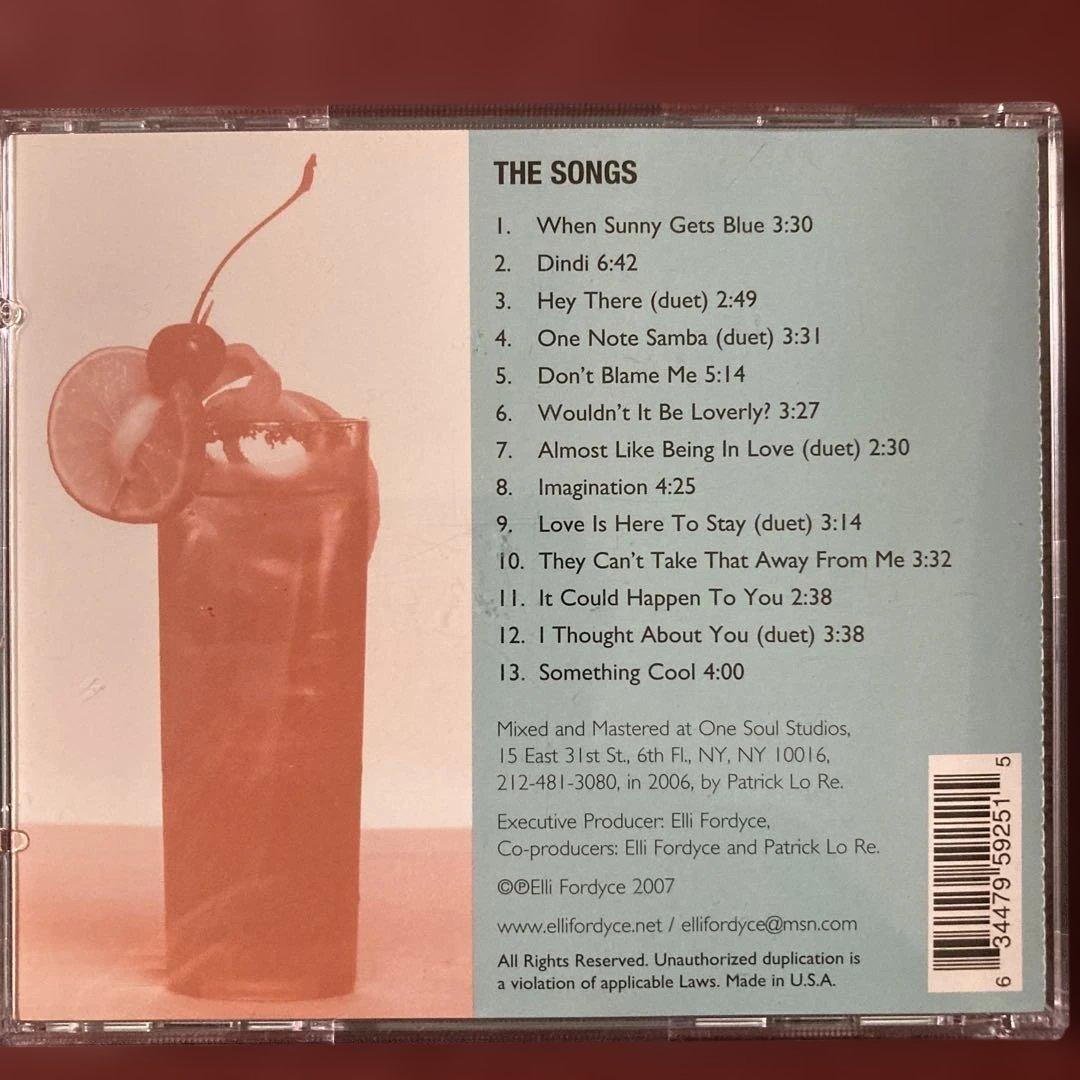 THE SONGS
1. When Sunny Gets Blue 3:30
2. Dindi 6:42
3. Hey There (duet) 2:49
4. One Note Samba (duet) 3:31
5. Don't Blame Me 5:14
6. Wouldn't It Be Loverly? 3:27
7. Almost Like Being In Love (duet) 2:30
8. Imagination 4:25
9. Love Is Here To Stay (duet) 3:14
10. They Can't Take That Away From Me 3:32
11. It Could Happen To You 2:38
12. I Thought About You (duet) 3:38
13. Something Cool 4:00
Mixed and Mastered at One Soul Studios,
15 East 31st St., 6th Fl., NY, NY 10016,
212-481-3080, in 2006, by Patrick Lo Re.
Executive Producer: Elli Fordyce,
Co-producers: Elli Fordyce and Patrick Lo Re.
©℗Elli Fordyce 2007
www.ellifordyce.net / ellifordyce@msn.com
All Rights Reserved. Unauthorized duplication is
a violation of applicable Laws. Made in U.S.A.
6 34479 59251 5